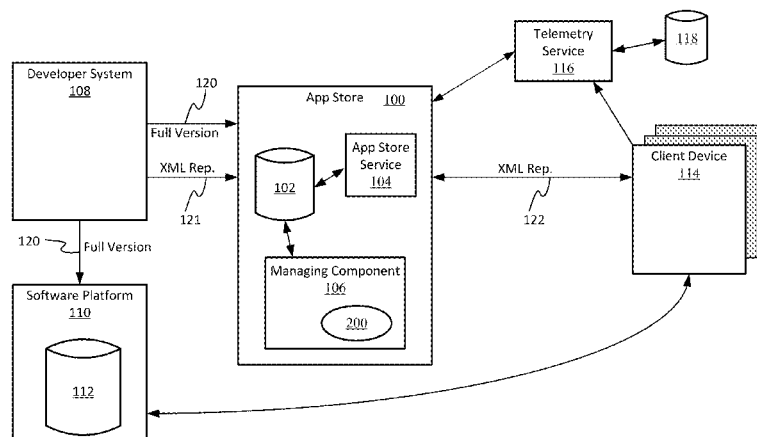 Telemetry
Service
116
118
Developer System
108
120
Full Version
App Store 100
App Store
Service
104
102
XML Rep.
121
XML Rep.
122
Client Device
114
120
Full Version
Managing Component
106
200
Software Platform
110
112